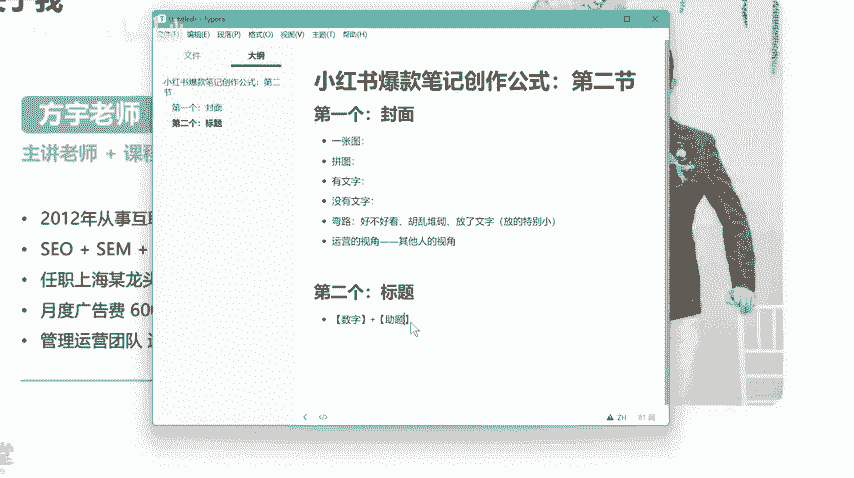 Untitled - Typora
文件(F) 编辑(E) 段落(P) 格式(O) 视图(V) 主题(T) 帮助(H)
文件 大纲
小红书爆款笔记创作公式：第二
节
第一个：封面
第二个：标题
小红书爆款笔记创作公式：第二节
第一个：封面
一张图：
拼图：
有文字：
没有文字：
弯路：好不好看、胡乱堆砌、放了文字（放的特别小）
运营的视角——其他人的视角
第二个：标题
【数字】+【助题】
ZH 81 词
方宇老师
主讲老师 + 课程
2012年从事互联
SEO + SEM +
任职上海某龙头
月度广告费 600
管理运营团队
堂